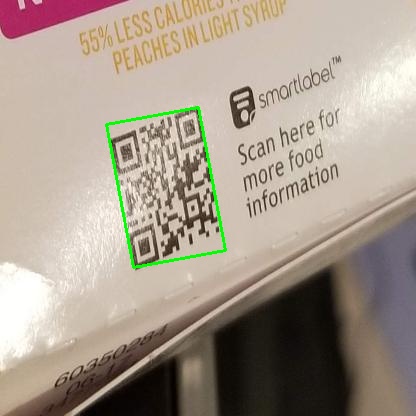 55% LESS CALORIES
PEACHES IN LIGHT SYRUP
smartlabel™
Scan here for
more food
information
60350284